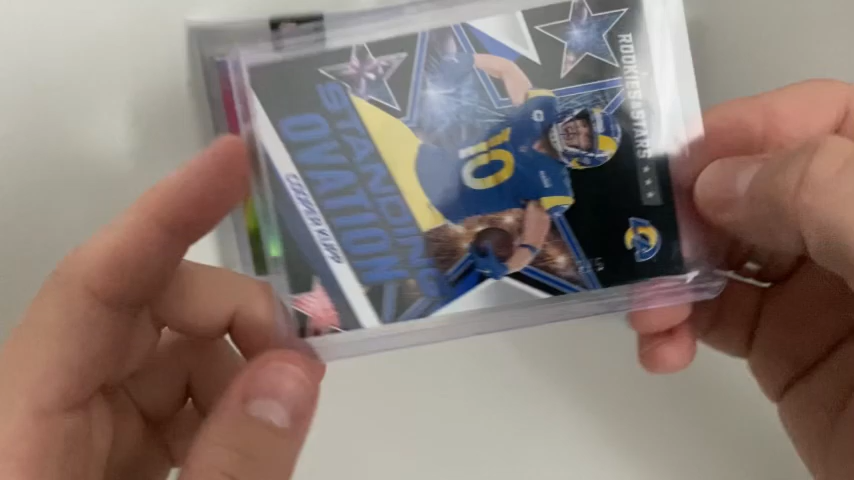 ROOKIES & STARS
10
STANDING
OVATION
COOPER KUPP